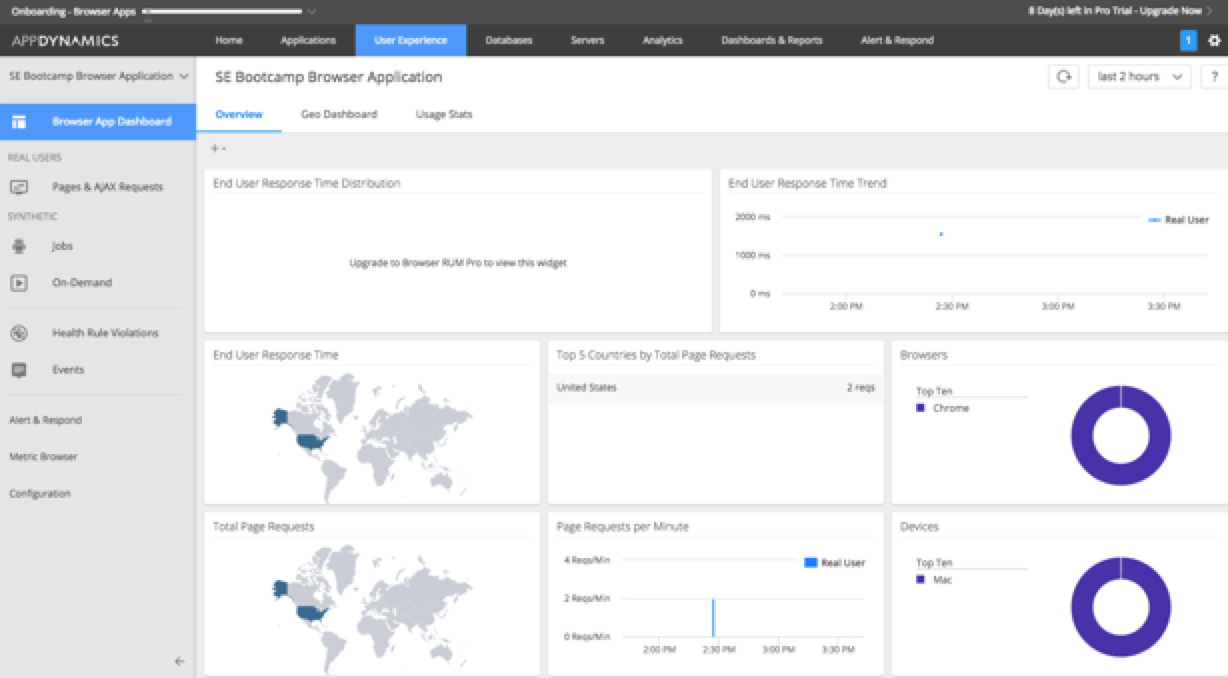 Onboarding - Browser Apps
8 Day(s) left in Pro Trial - Upgrade Now
APPDYNAMICS
Home
Applications
User Experience
Databases
Servers
Analytics
Dashboards & Reports
Alert & Respond
1
SE Bootcamp Browser Application
SE Bootcamp Browser Application
last 2 hours
?
Browser App Dashboard
Overview
Geo Dashboard
Usage Stats
REAL USERS
Pages & AJAX Requests
SYNTHETIC
Jobs
On-Demand
Health Rule Violations
Events
Alert & Respond
Metric Browser
Configuration
End User Response Time Distribution
Upgrade to Browser RUM Pro to view this widget
End User Response Time Trend
2000 ms
Real User
1000 ms
0 ms
2:00 PM
2:30 PM
3:00 PM
3:30 PM
End User Response Time
Top 5 Countries by Total Page Requests
United States
2 reqs
Browsers
Top Ten
Chrome
Total Page Requests
Page Requests per Minute
4 Reqs/Min
Real User
2 Reqs/Min
0 Reqs/Min
2:00 PM
2:30 PM
3:00 PM
3:30 PM
Devices
Top Ten
Mac